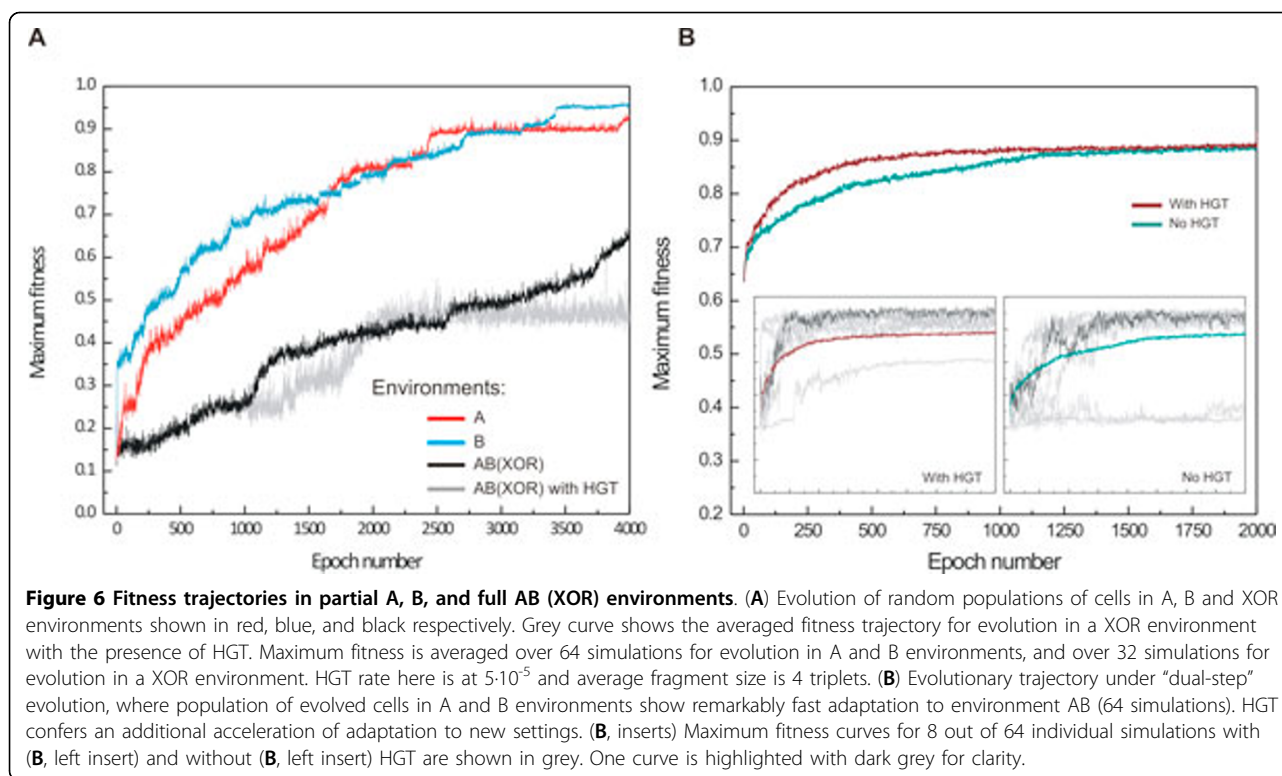 A
1.0
0.9
0.8
0.7
0.6
0.5
0.4
0.3
0.2
0.1
0.0
Maximum fitness
0
500
1000
1500
2000
2500
3000
3500
4000
Epoch number
Environments:
A
B
AB(XOR)
AB(XOR) with HGT
B
1.0
0.9
0.8
0.7
0.6
0.5
0.4
0.3
0.2
Maximum fitness
With HGT
No HGT
With HGT
No HGT
0
250
500
750
1000
1250
1500
1750
2000
Epoch number
Figure 6 Fitness trajectories in partial A, B, and full AB (XOR) environments. (A) Evolution of random populations of cells in A, B and XOR
environments shown in red, blue, and black respectively. Grey curve shows the averaged fitness trajectory for evolution in a XOR environment
with the presence of HGT. Maximum fitness is averaged over 64 simulations for evolution in A and B environments, and over 32 simulations for
evolution in a XOR environment. HGT rate here is at 5·10⁻⁵ and average fragment size is 4 triplets. (B) Evolutionary trajectory under “dual-step”
evolution, where population of evolved cells in A and B environments show remarkably fast adaptation to environment AB (64 simulations). HGT
confers an additional acceleration of adaptation to new settings. (B, inserts) Maximum fitness curves for 8 out of 64 individual simulations with
(B, left insert) and without (B, left insert) HGT are shown in grey. One curve is highlighted with dark grey for clarity.